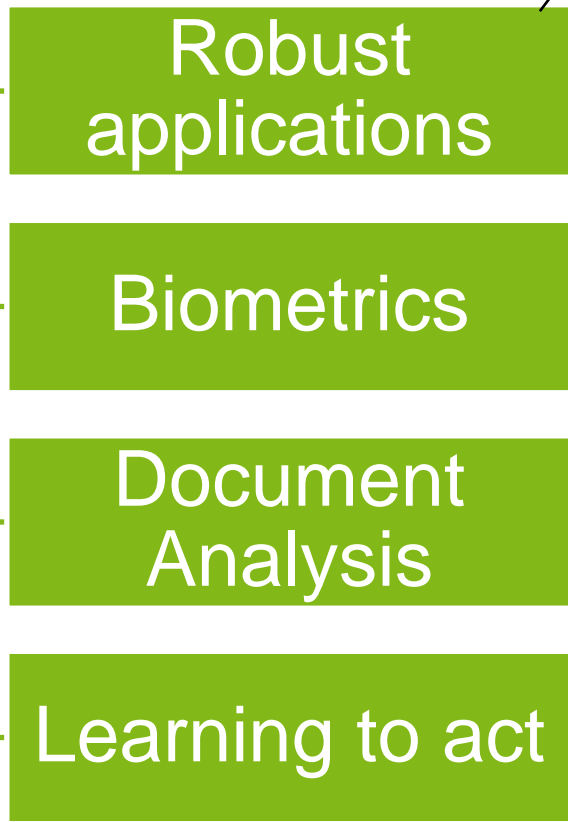 Robust
applications
Biometrics
Document
Analysis
Learning to act